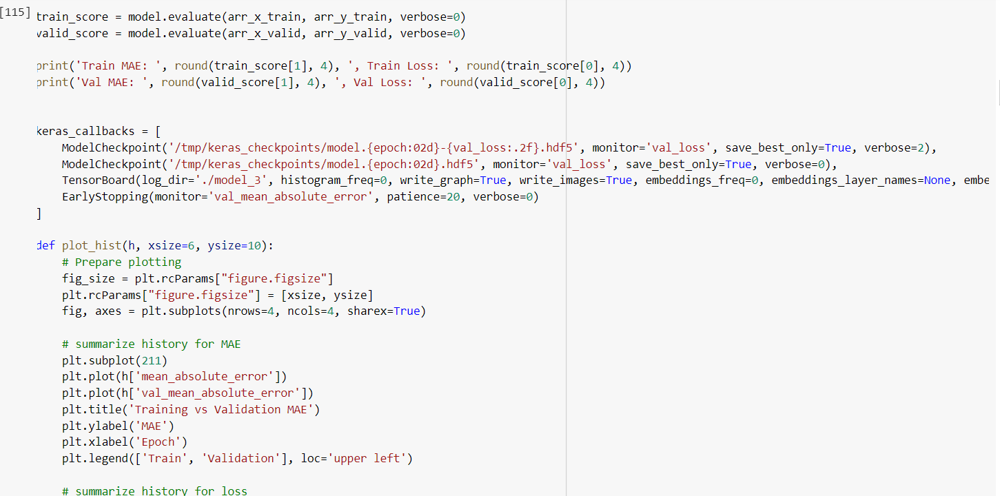 [115]
train_score = model.evaluate(arr_x_train, arr_y_train, verbose=0)
valid_score = model.evaluate(arr_x_valid, arr_y_valid, verbose=0)
print('Train MAE: ', round(train_score[1], 4), ', Train Loss: ', round(train_score[0], 4))
print('Val MAE: ', round(valid_score[1], 4), ', Val Loss: ', round(valid_score[0], 4))
keras_callbacks = [
ModelCheckpoint('/tmp/keras_checkpoints/model.{epoch:02d}-{val_loss:.2f}.hdf5', monitor='val_loss', save_best_only=True, verbose=2),
ModelCheckpoint('/tmp/keras_checkpoints/model.{epoch:02d}.hdf5', monitor='val_loss', save_best_only=True, verbose=0),
TensorBoard(log_dir='./model_3', histogram_freq=0, write_graph=True, write_images=True, embeddings_freq=0, embeddings_layer_names=None, embe
EarlyStopping(monitor='val_mean_absolute_error', patience=20, verbose=0)
]
def plot_hist(h, xsize=6, ysize=10):
# Prepare plotting
fig_size = plt.rcParams["figure.figsize"]
plt.rcParams["figure.figsize"] = [xsize, ysize]
fig, axes = plt.subplots(nrows=4, ncols=4, sharex=True)
# summarize history for MAE
plt.subplot(211)
plt.plot(h['mean_absolute_error'])
plt.plot(h['val_mean_absolute_error'])
plt.title('Training vs Validation MAE')
plt.ylabel('MAE')
plt.xlabel('Epoch')
plt.legend(['Train', 'Validation'], loc='upper left')
# summarize history for loss